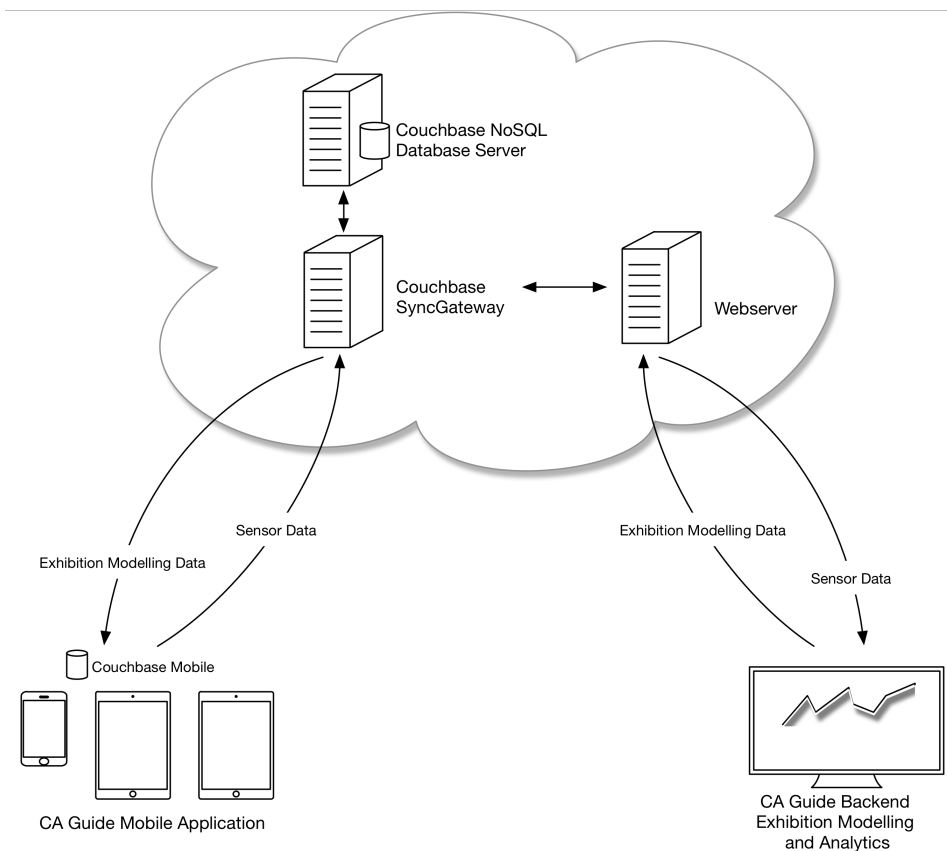 Couchbase NoSQL
Database Server
Couchbase
SyncGateway
Webserver
Sensor Data
Exhibition Modelling Data
Exhibition Modelling Data
Sensor Data
Couchbase Mobile
CA Guide Mobile Application
CA Guide Backend
Exhibition Modelling
and Analytics